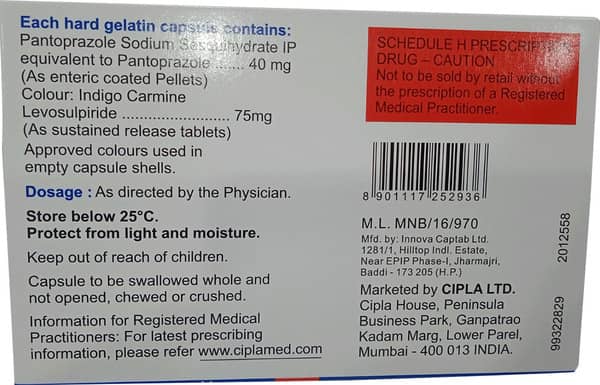 Each hard gelatin capsule contains:
Pantoprazole Sodium Sesquihydrate IP
equivalent to Pantoprazole ...... 40 mg
(As enteric coated Pellets)
Colour: Indigo Carmine
Levosulpiride ........................... 75mg
(As sustained release tablets)
Approved colours used in
empty capsule shells.
Dosage : As directed by the Physician.
Store below 25°C.
Protect from light and moisture.
Keep out of reach of children.
Capsule to be swallowed whole and
not opened, chewed or crushed.
Information for Registered Medical
Practitioners: For latest prescribing
information, please refer www.ciplamed.com
SCHEDULE H PRESCRIPTION
DRUG – CAUTION
Not to be sold by retail without
the prescription of a Registered
Medical Practitioner.
8 901117 252936
M.L. MNB/16/970
Mfd. by: Innova Captab Ltd.
1281/1, Hilltop Indl. Estate,
Near EPIP Phase-I, Jharmajri,
Baddi - 173 205 (H.P.)
Marketed by CIPLA LTD.
Cipla House, Peninsula
Business Park, Ganpatrao
Kadam Marg, Lower Parel,
Mumbai - 400 013 INDIA.
2012558
99322829